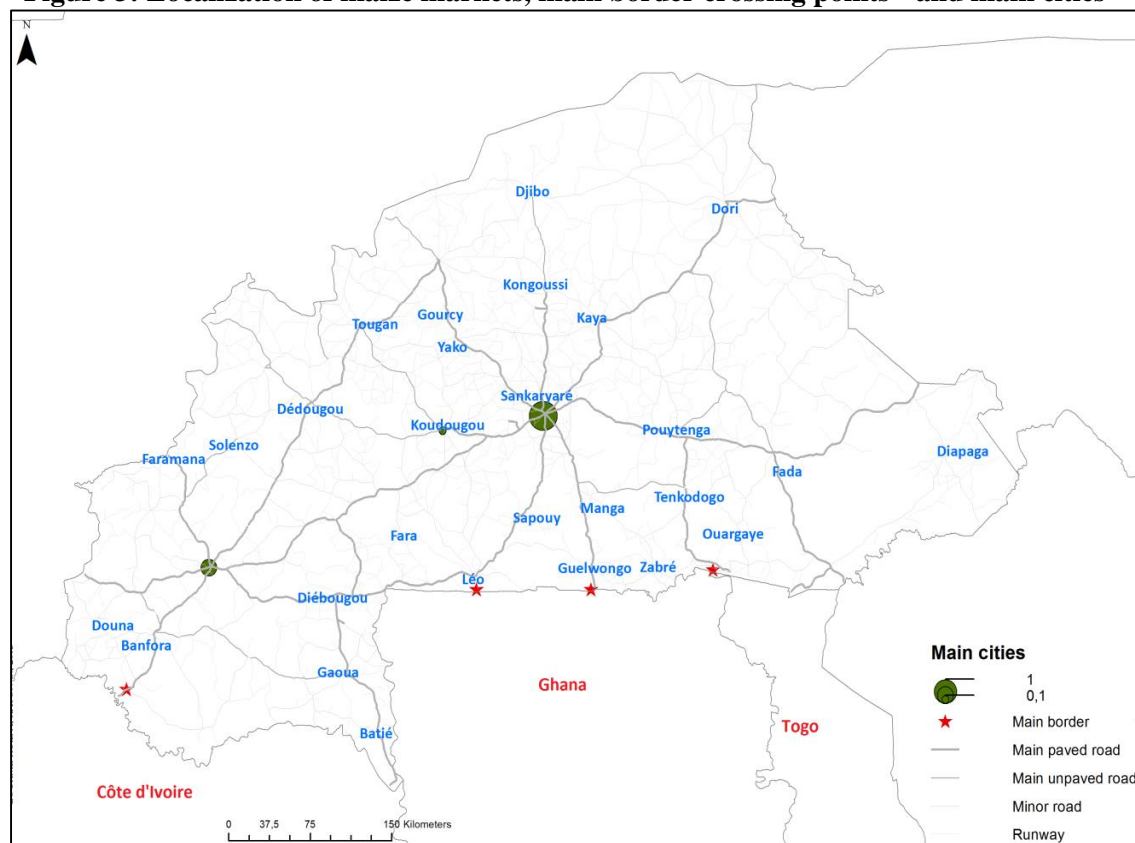 Figure 3: Localization of maize markets, main border crossing points and main cities
N
Djibo
Dori
Kongoussi
Gourcy
Kaya
Tougan
Yako
Sankaryaré
Dédougou
Koudougou
Pouytenga
Solenzo
Faramana
Diapaga
Fada
Tenkodogo
Manga
Sapouy
Fara
Ouargaye
Guelwongo
Zabré
Léo
Diébougou
Douna
Banfora
Gaoua
Ghana
Batié
Togo
Côte d'Ivoire
Main cities
1
0,1
Main border
Main paved road
Main unpaved road
Minor road
Runway
0 37,5 75 150 Kilometers